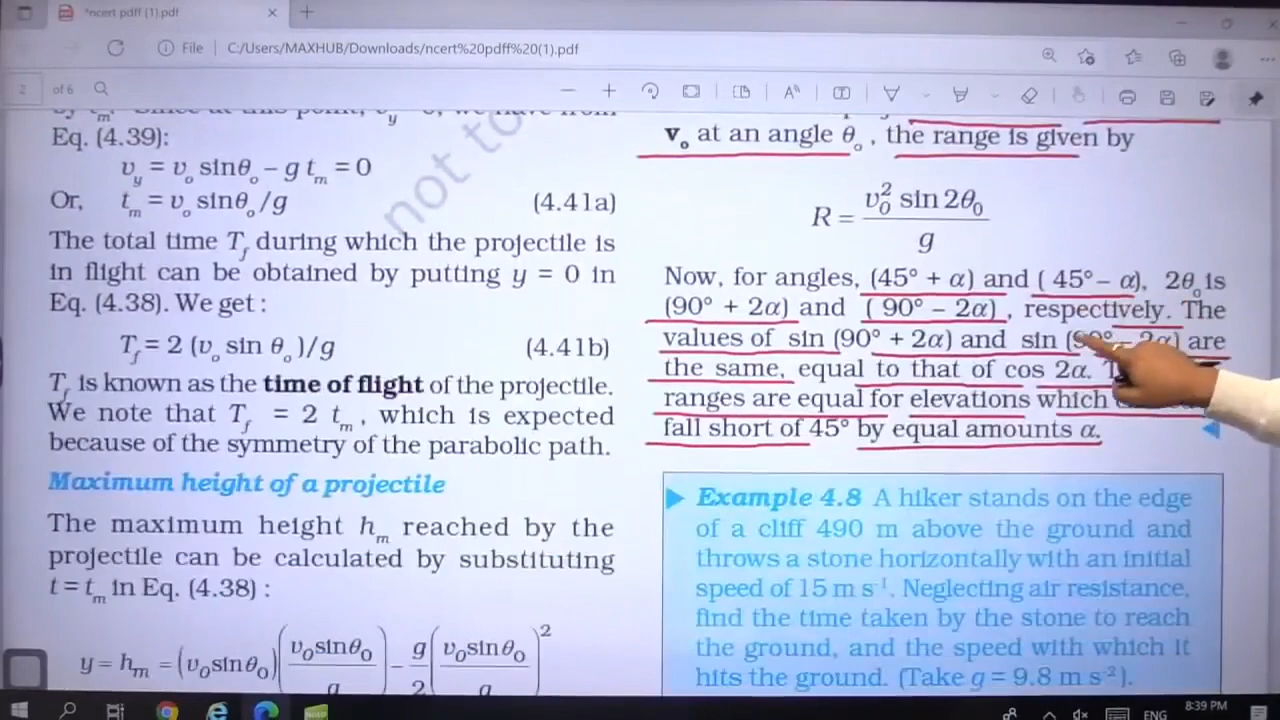 *ncert pdff (1).pdf
File
C:/Users/MAXHUB/Downloads/ncert%20pdff%20(1).pdf
2 of 6
Eq. (4.39):
v_y = v_o sinθ_o – g t_m = 0
Or, t_m = v_o sinθ_o /g (4.41a)
The total time T_f during which the projectile is
in flight can be obtained by putting y = 0 in
Eq. (4.38). We get :
T_f = 2 (v_o sin θ_o )/g (4.41b)
T_f is known as the time of flight of the projectile.
We note that T_f = 2 t_m , which is expected
because of the symmetry of the parabolic path.
Maximum height of a projectile
The maximum height h_m reached by the
projectile can be calculated by substituting
t = t_m in Eq. (4.38) :
y = h_m = (v_0 sinθ_0) (v_0 sinθ_0 / g) – g/2 (v_0 sinθ_0 / g)^2
not to
v_o at an angle θ_o , the range is given by
R = v_0^2 sin 2θ_0 / g
Now, for angles, (45° + α) and ( 45° – α), 2θ_o is
(90° + 2α) and ( 90° – 2α) , respectively. The
values of sin (90° + 2α) and sin (90° – 2α) are
the same, equal to that of cos 2α.
ranges are equal for elevations which
fall short of 45° by equal amounts α.
Example 4.8 A hiker stands on the edge
of a cliff 490 m above the ground and
throws a stone horizontally with an initial
speed of 15 m s⁻¹. Neglecting air resistance,
find the time taken by the stone to reach
the ground, and the speed with which it
hits the ground. (Take g = 9.8 m s⁻²).
ENG
8:39 PM